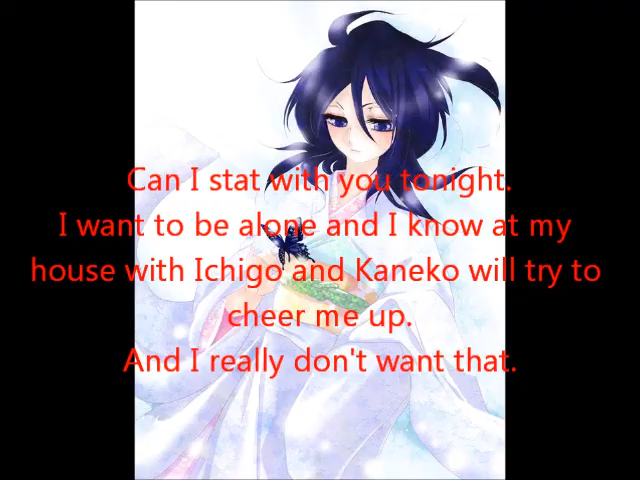 Can I stat with you tonight.
I want to be alone and I know at my
house with Ichigo and Kaneko will try to
cheer me up.
And I really don't want that.